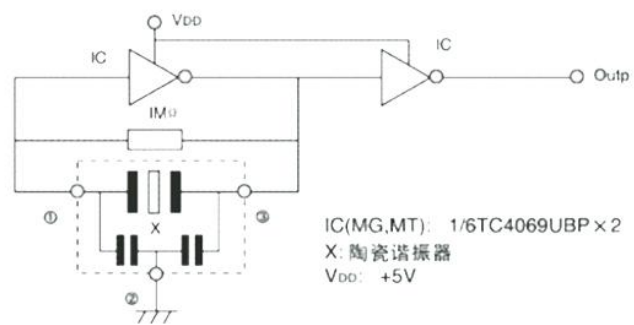 VDD
IC
IC
Outp
IMΩ
①
X
③
②
IC(MG,MT): 1/6TC4069UBP×2
X: 陶瓷谐振器
VDD: +5V